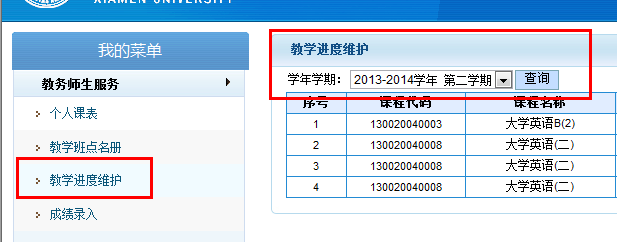 XIAMEN UNIVERSITY
我的菜单
教务师生服务
个人课表
教学班点名册
教学进度维护
成绩录入
教学进度维护
学年学期： 2013-2014学年 第二学期 查询
序号 课程代码 课程名称
1 130020040003 大学英语B(2)
2 130020040008 大学英语(二)
3 130020040008 大学英语(二)
4 130020040008 大学英语(二)